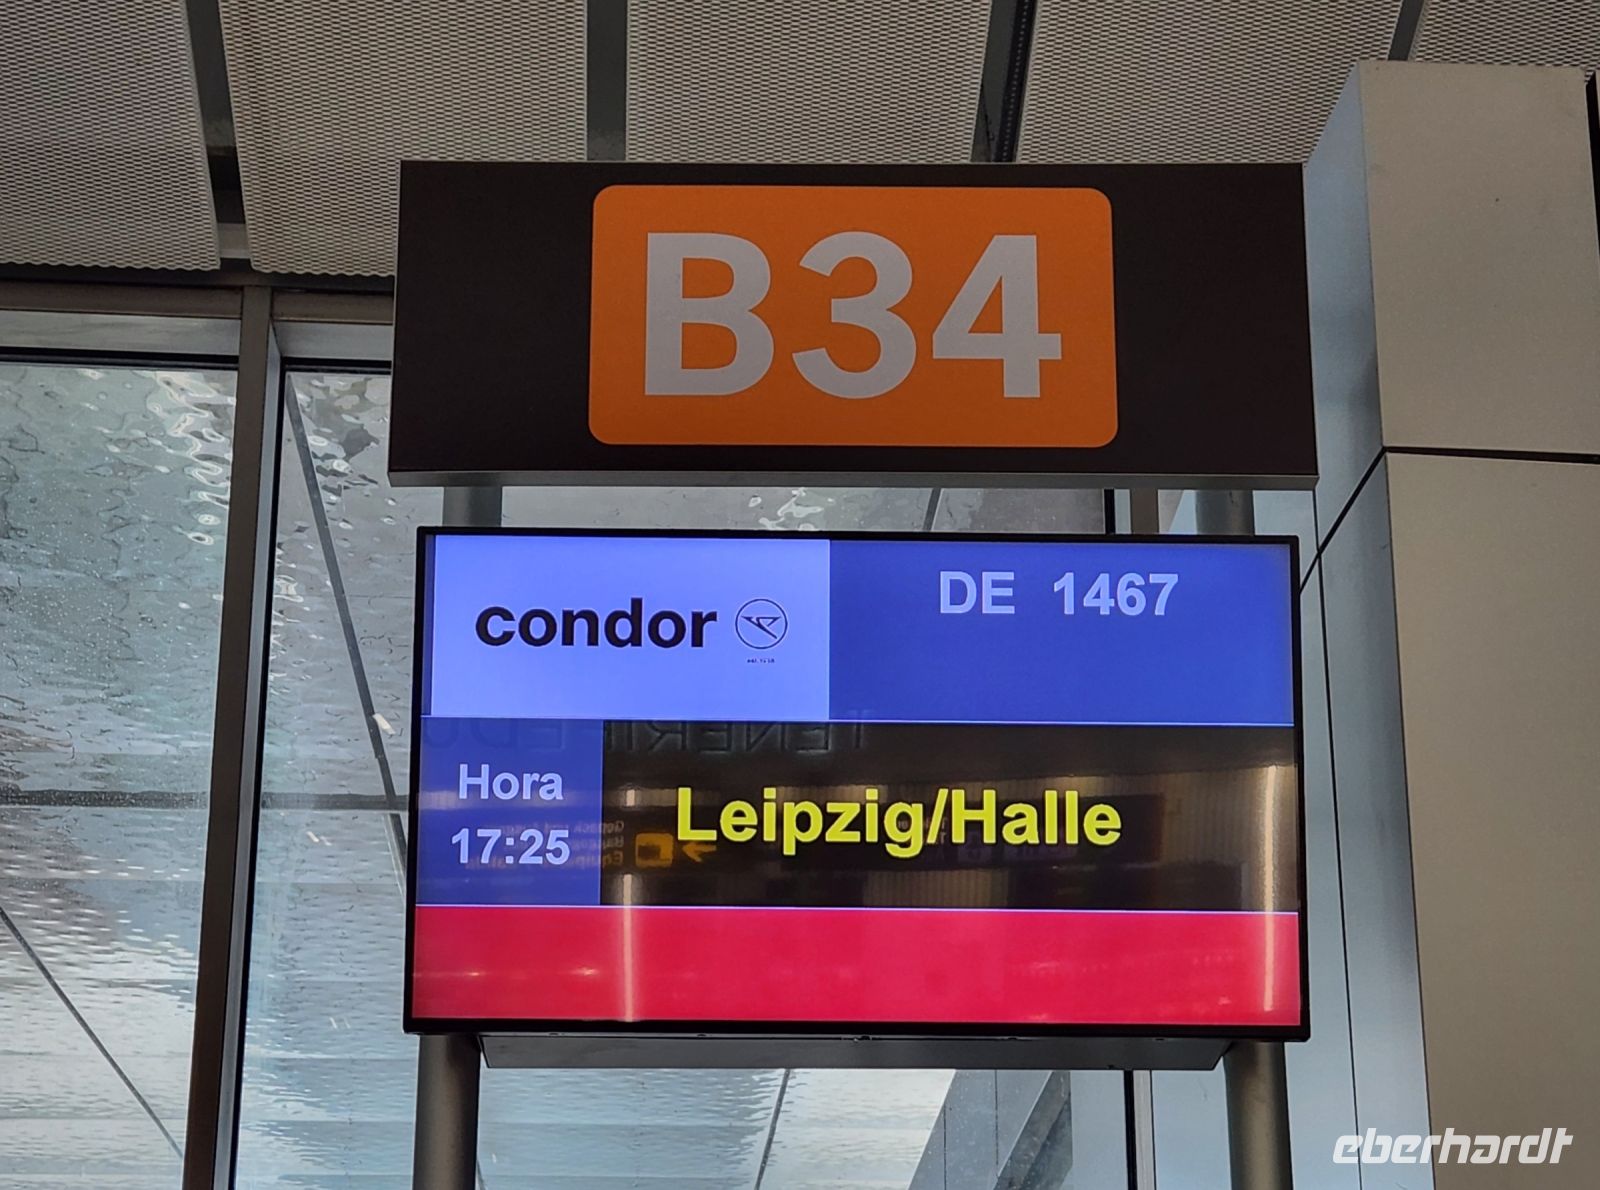 B34
condor
DE 1467
Hora
17:25
Leipzig/Halle
eberhardt